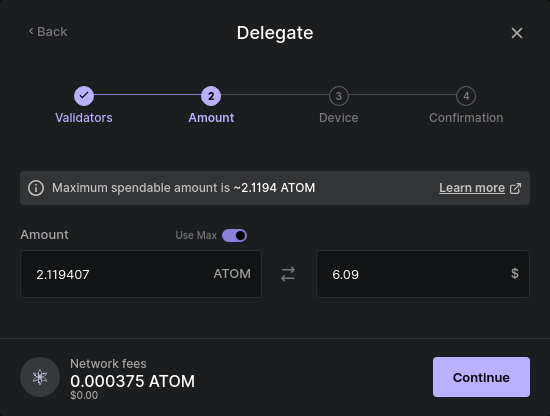 Back
Delegate
2
3
4
Validators
Amount
Device
Confirmation
Maximum spendable amount is ~2.1194 ATOM
Learn more
Amount
Use Max
2.119407 ATOM
6.09 $
Network fees
0.000375 ATOM
$0.00
Continue